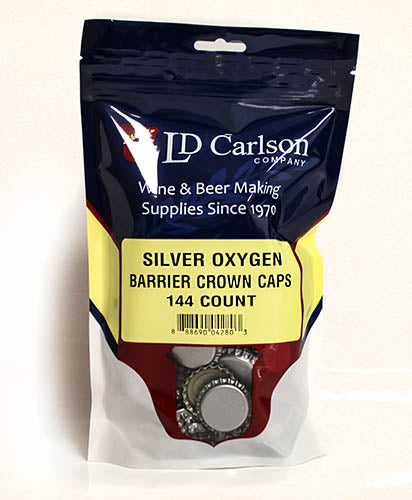 LD Carlson
COMPANY
Wine & Beer Making
Supplies Since 1970
SILVER OXYGEN
BARRIER CROWN CAPS
144 COUNT
8 88690 04280 3